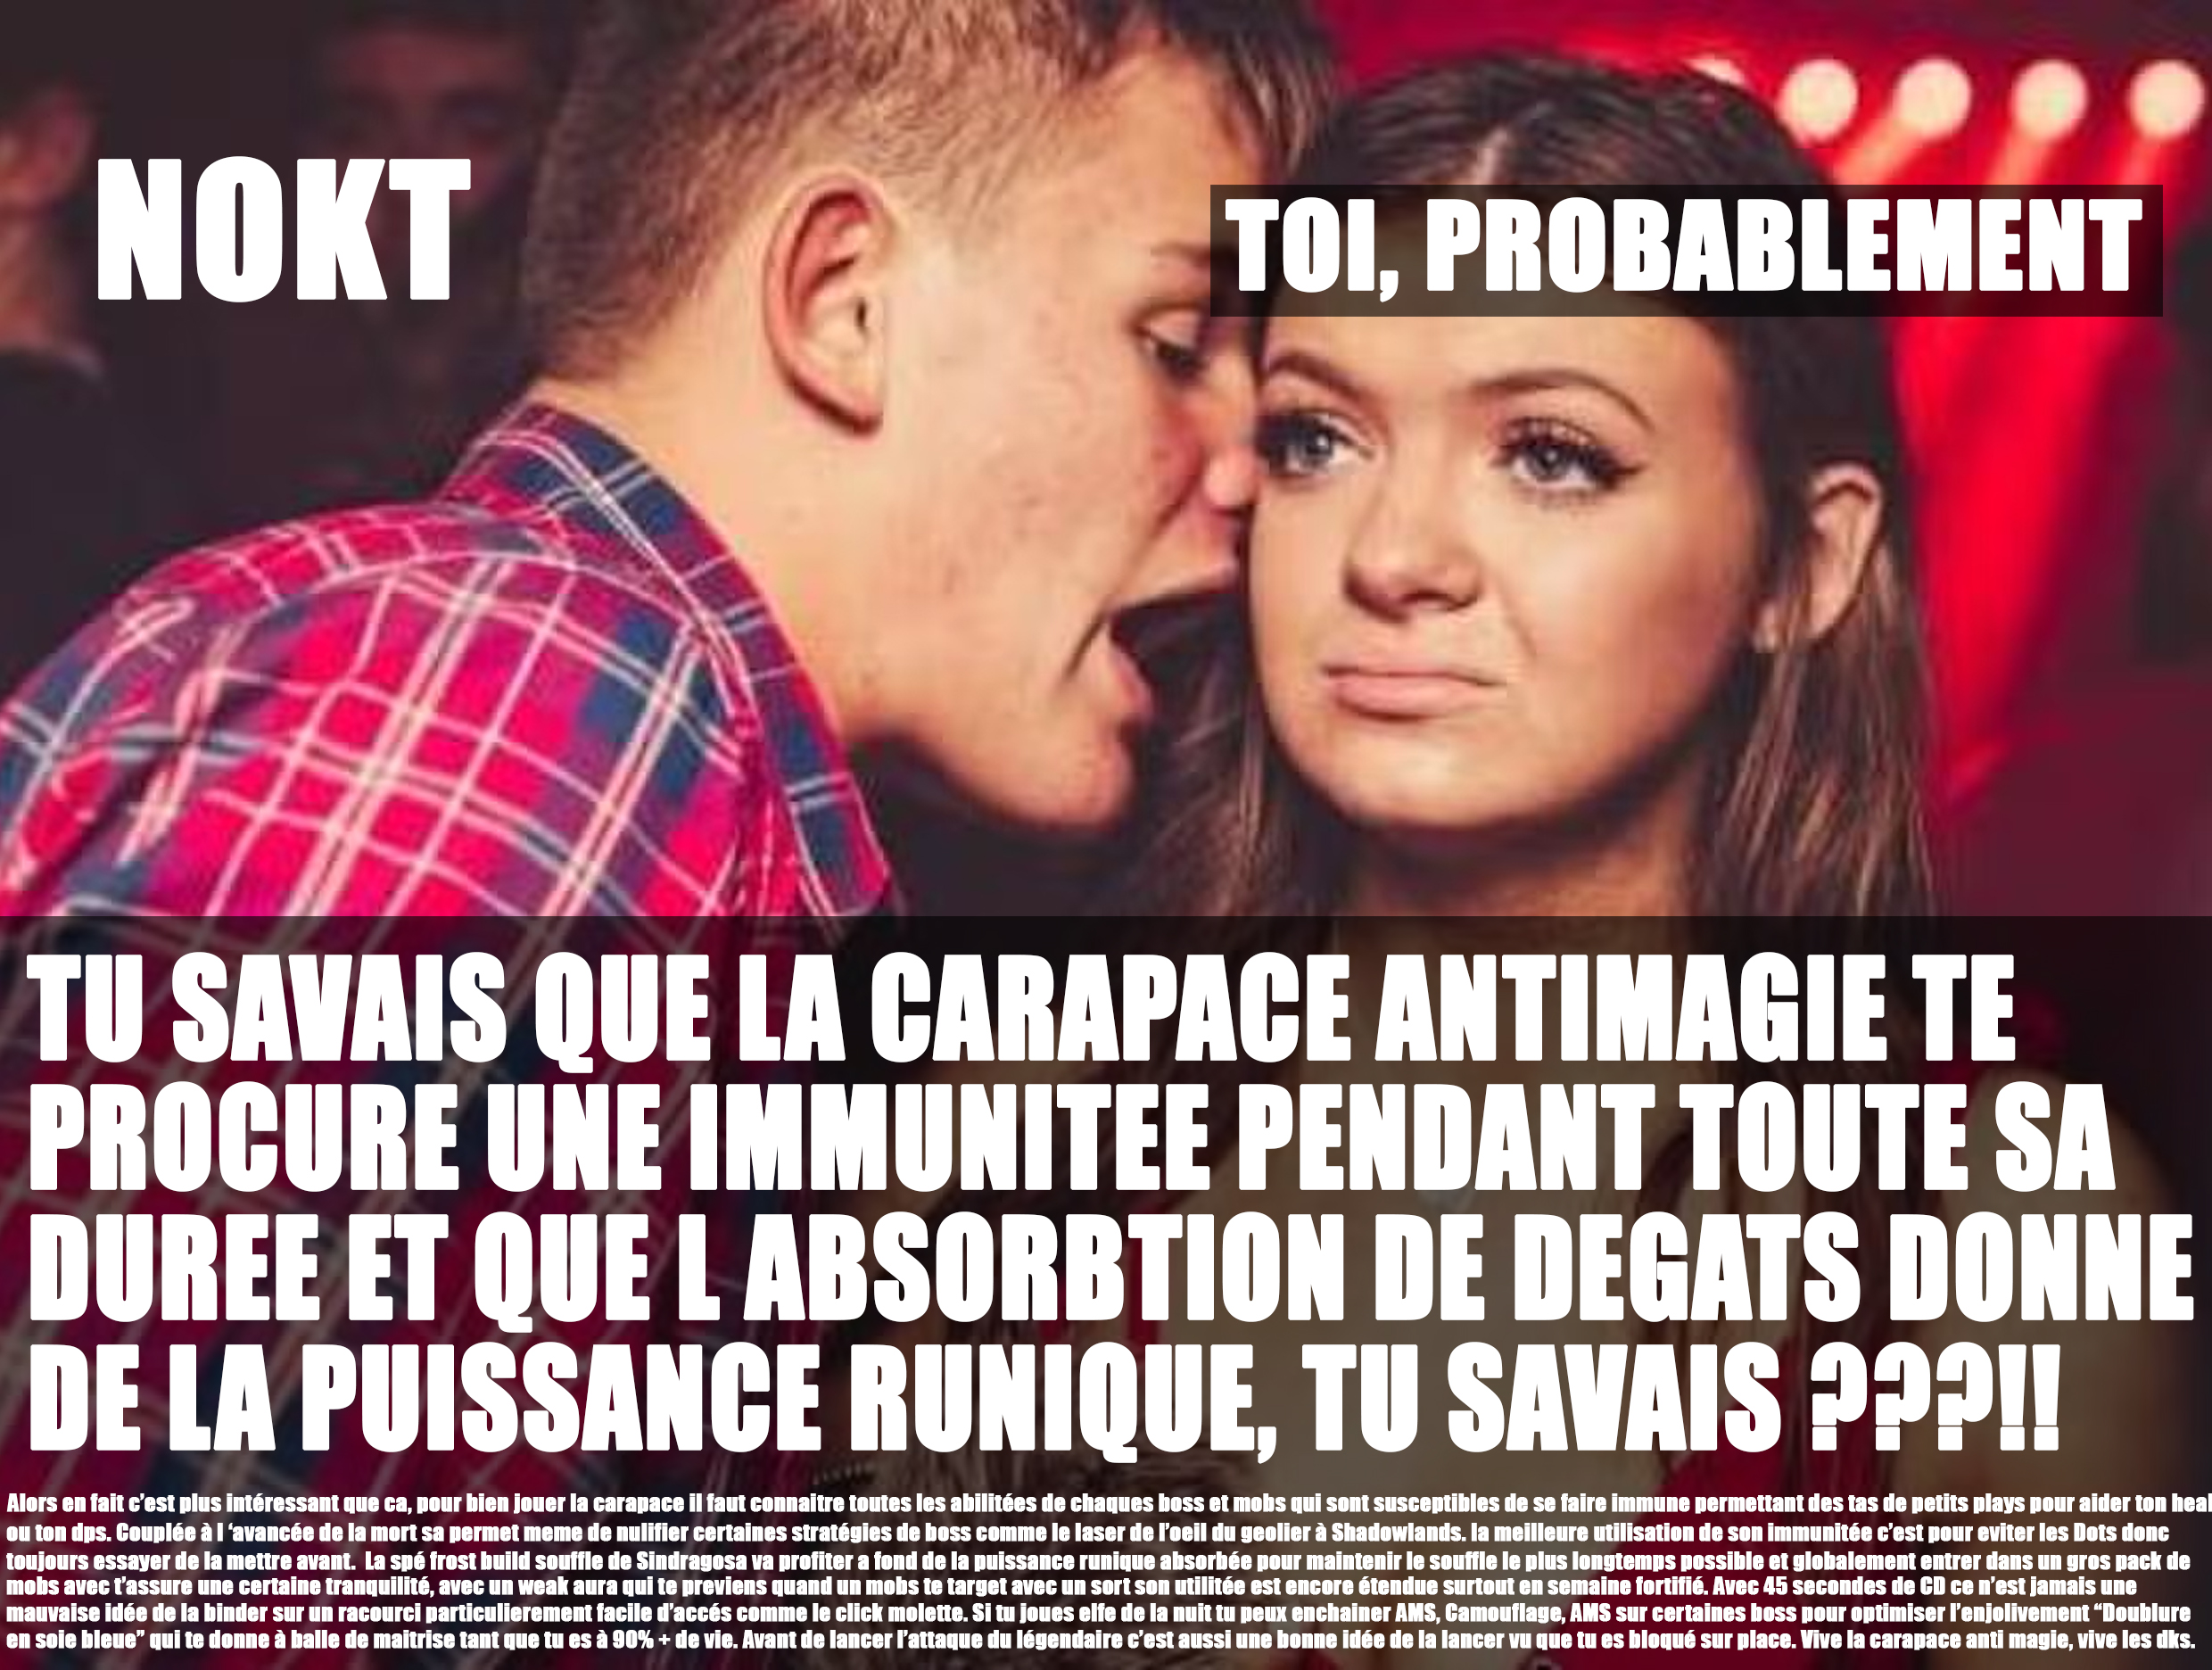 NOKT
TOI, PROBABLEMENT
TU SAVAIS QUE LA CARAPACE ANTIMAGIE TE
PROCURE UNE IMMUNITEE PENDANT TOUTE SA
DUREE ET QUE L ABSORBTION DE DEGATS DONNE
DE LA PUISSANCE RUNIQUE, TU SAVAIS ???!!
Alors en fait c'est plus intéressant que ca, pour bien jouer la carapace il faut connaitre toutes les abilitées de chaques boss et mobs qui sont susceptibles de se faire immune permettant des tas de petits plays pour aider ton heal
ou ton dps. Couplée à l 'avancée de la mort sa permet meme de nulifier certaines stratégies de boss comme le laser de l'oeil du geolier à Shadowlands. la meilleure utilisation de son immunitée c'est pour eviter les Dots donc
toujours essayer de la mettre avant. La spé frost build souffle de Sindragosa va profiter a fond de la puissance runique absorbée pour maintenir le souffle le plus longtemps possible et globalement entrer dans un gros pack de
mobs avec t'assure une certaine tranquilité, avec un weak aura qui te previens quand un mobs te target avec un sort son utilitée est encore étendue surtout en semaine fortifié. Avec 45 secondes de CD ce n'est jamais une
mauvaise idée de la binder sur un racourci particulierement facile d'accés comme le click molette. Si tu joues elfe de la nuit tu peux enchainer AMS, Camouflage, AMS sur certaines boss pour optimiser l'enjolivement "Doublure
en soie bleue" qui te donne à balle de maitrise tant que tu es à 90% + de vie. Avant de lancer l'attaque du légendaire c'est aussi une bonne idée de la lancer vu que tu es bloqué sur place. Vive la carapace anti magie, vive les dks.